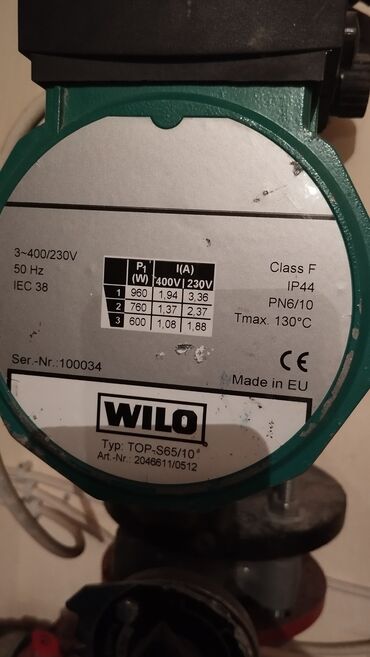 3~400/230V
50 Hz
IEC 38
P1 (W) I(A)
400V 230V
1 960 1,94 3,36
2 760 1,37 2,37
3 600 1,08 1,88
Class F
IP44
PN6/10
Tmax. 130°C
Ser.-Nr.:100034
CE
Made in EU
WILO
Typ: TOP-S65/10
Art.-Nr.: 2046611/0512